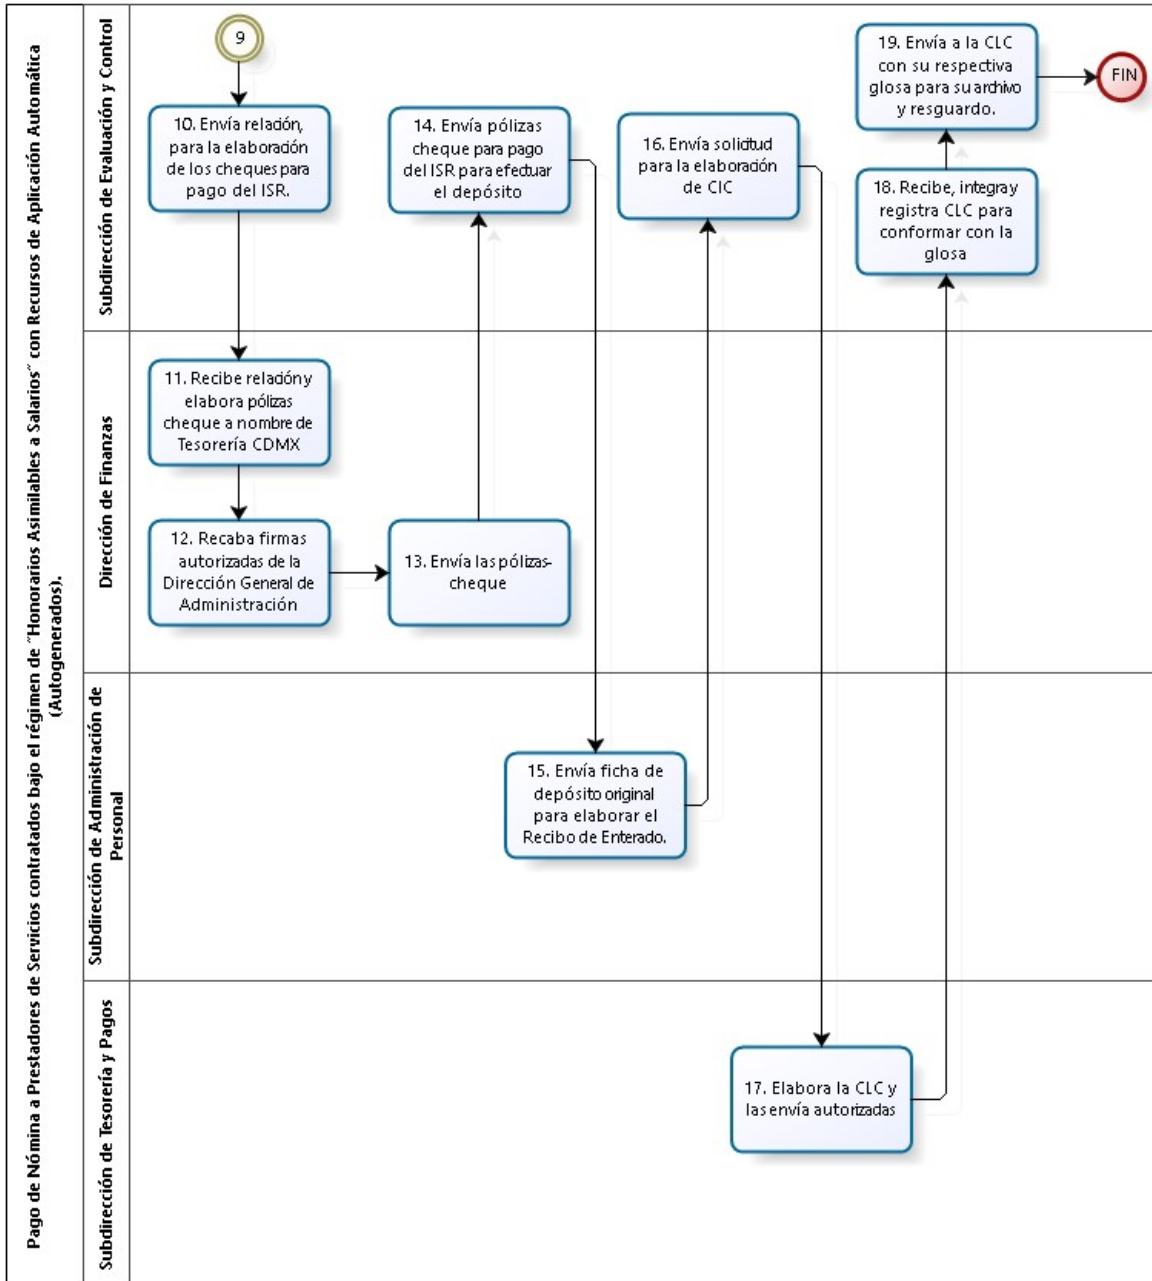 Pago de Nómina a Prestadores de Servicios contratados bajo el régimen de "Honorarios Asimilables a Salarios" con Recursos de Aplicación Automática
(Autogenerados).
Subdirección de Evaluación y Control
9
10. Envía relación,
para la elaboración
de los cheques para
pago del ISR.
14. Envía pólizas
cheque para pago
del ISR para efectuar
el depósito
16. Envía solicitud
para la elaboración
de CIC
19. Envía a la CLC
con su respectiva
glosa para su archivo
y resguardo.
FIN
18. Recibe, integra y
registra CLC para
conformar con la
glosa
Dirección de Finanzas
11. Recibe relación y
elabora pólizas
cheque a nombre de
Tesorería CDMX
12. Recaba firmas
autorizadas de la
Dirección General de
Administración
13. Envía las pólizas-
cheque
Subdirección de Administración de
Personal
15. Envía ficha de
depósito original
para elaborar el
Recibo de Enterado.
Subdirección de Tesorería y Pagos
17. Elabora la CLC y
las envía autorizadas